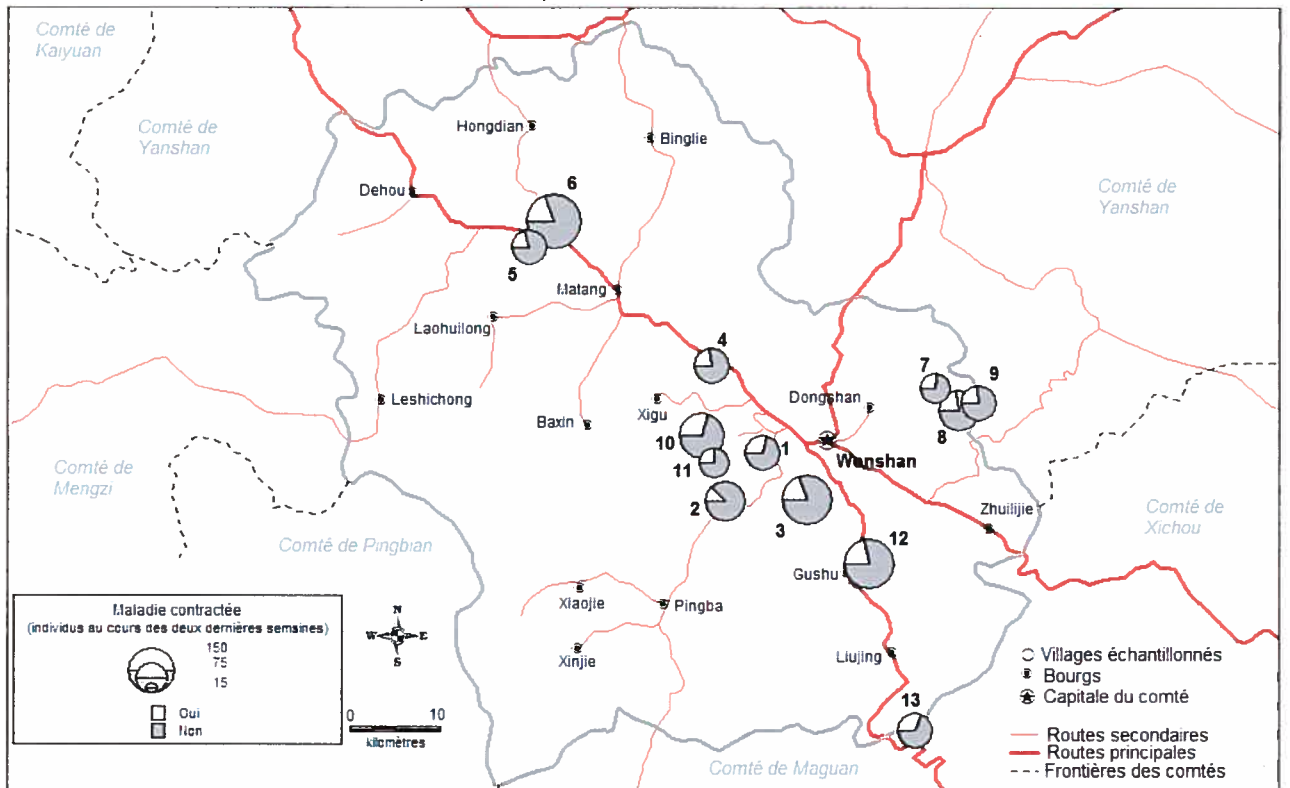 Comté de
Kaiyuan
Comté de
Yanshan
Hongdian
Binglie
Dehou
6
5
Comté de
Yanshan
Matang
Laohuilong
4
Leshichong
Baxin
Xigu
Dongshan
7
9
8
10
11
1
Wenshan
2
3
Comté de
Mengzi
Comté de Pingbian
Zhuilijie
Comté de
Xichou
12
Gushu
Xiaojie
Pingba
Xinjie
Liujing
13
Comté de Maguan
Maladie contractée
(individus au cours des deux dernières semaines)
150
75
15
Oui
Non
N
W E
S
0 10
kilomètres
Villages échantillonnés
Bourgs
Capitale du comté
Routes secondaires
Routes principales
Frontières des comtés